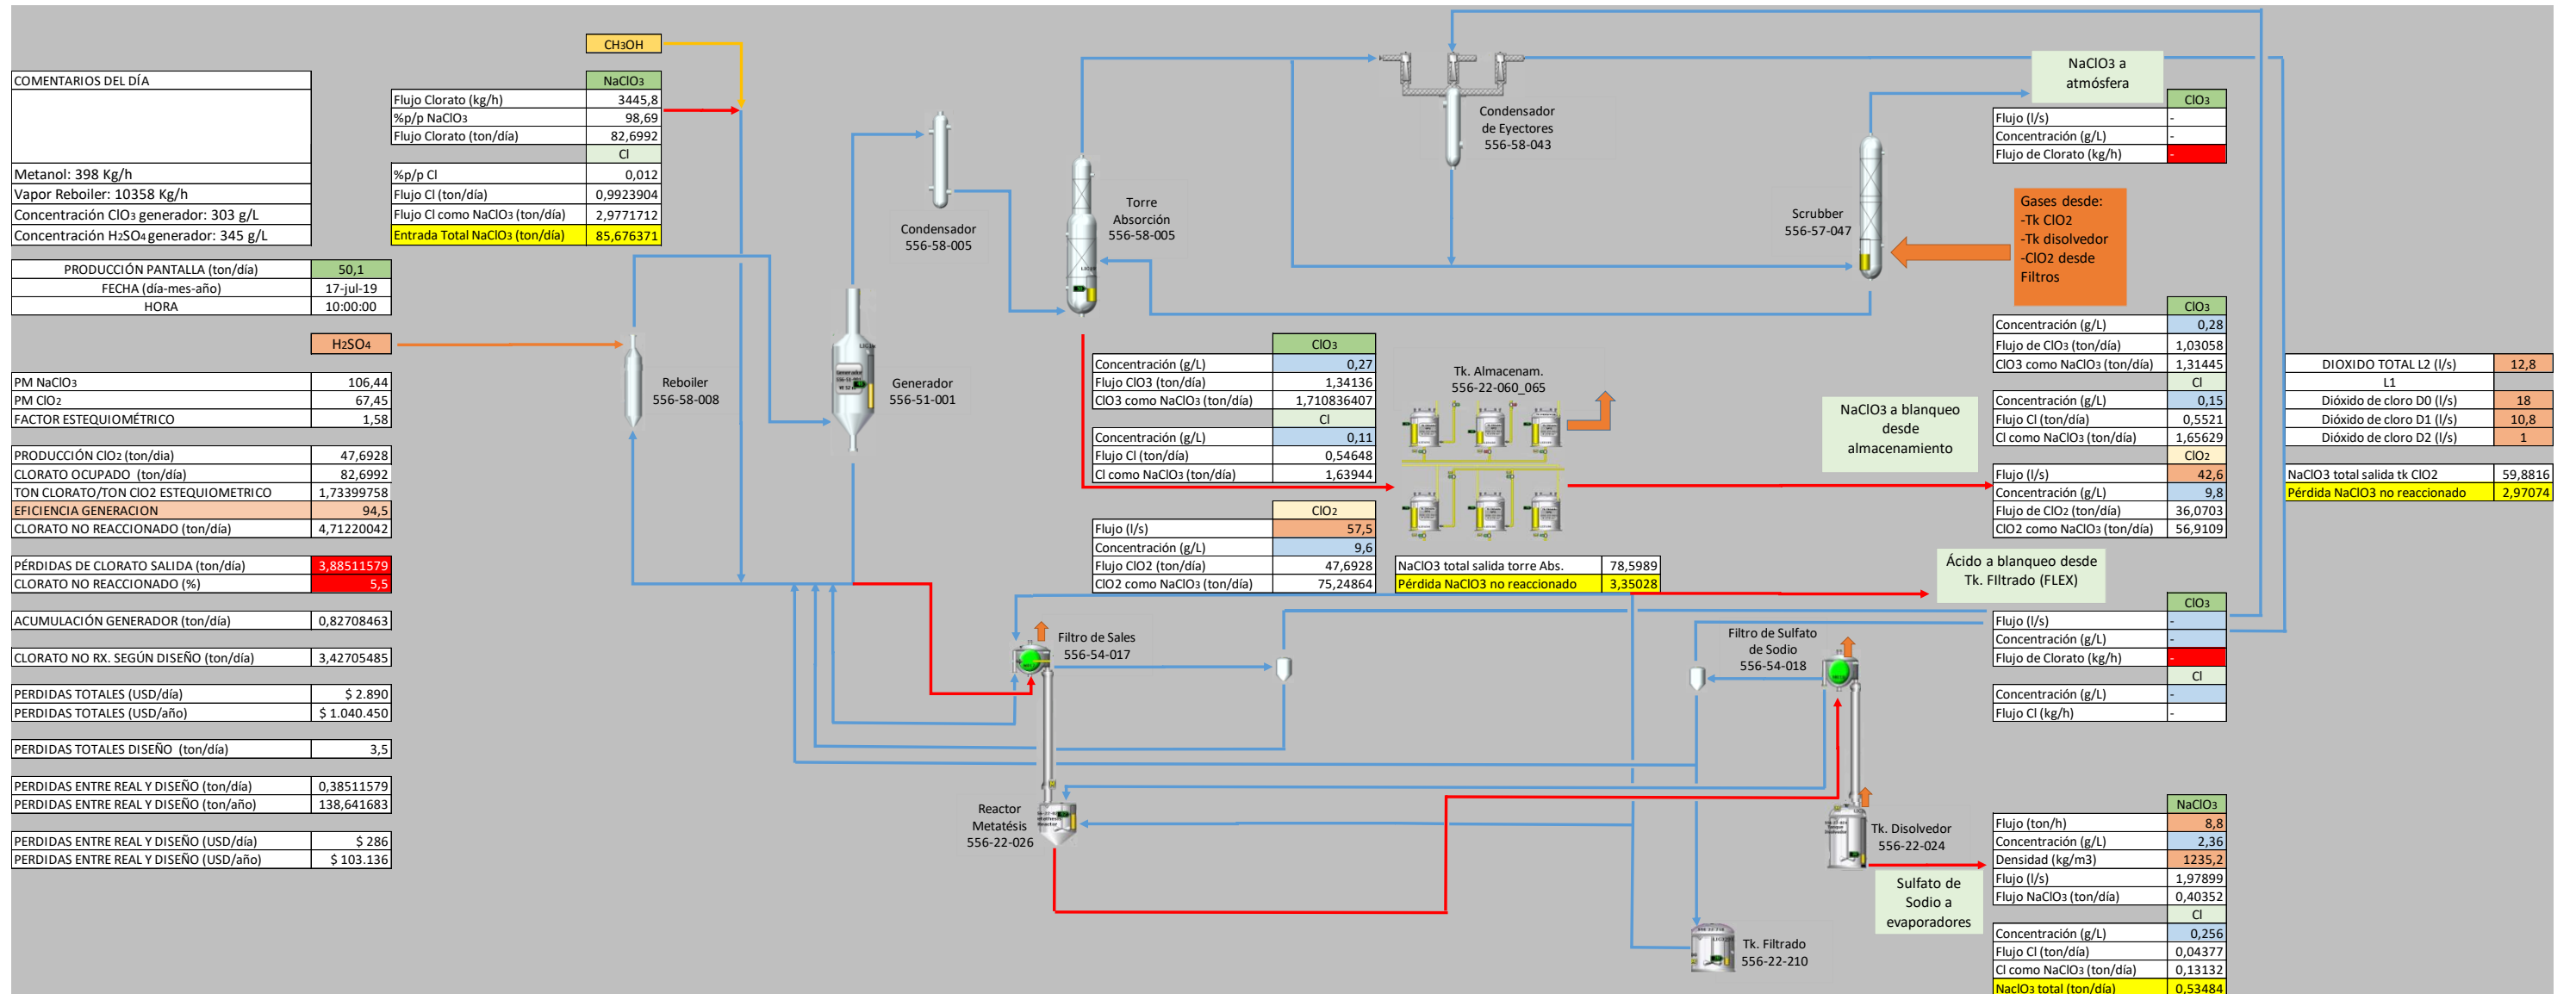 CH3OH
COMENTARIOS DEL DÍA
Metanol: 398 Kg/h
Vapor Reboiler: 10358 Kg/h
Concentración ClO3 generador: 303 g/L
Concentración H2SO4 generador: 345 g/L
NaClO3
Flujo Clorato (kg/h) 3445,8
%p/p NaClO3 98,69
Flujo Clorato (ton/día) 82,6992
Cl
%p/p Cl 0,012
Flujo Cl (ton/día) 0,9923904
Flujo Cl como NaClO3 (ton/día) 2,9771712
Entrada Total NaClO3 (ton/día) 85,676371
PRODUCCIÓN PANTALLA (ton/día) 50,1
FECHA (día-mes-año) 17-jul-19
HORA 10:00:00
H2SO4
PM NaClO3 106,44
PM ClO2 67,45
FACTOR ESTEQUIOMÉTRICO 1,58
PRODUCCIÓN ClO2 (ton/dia) 47,6928
CLORATO OCUPADO (ton/día) 82,6992
TON CLORATO/TON ClO2 ESTEQUIOMETRICO 1,73399758
EFICIENCIA GENERACION 94,5
CLORATO NO REACCIONADO (ton/día) 4,71220042
PÉRDIDAS DE CLORATO SALIDA (ton/día) 3,88511579
CLORATO NO REACCIONADO (%) 5,5
ACUMULACIÓN GENERADOR (ton/día) 0,82708463
CLORATO NO RX. SEGÚN DISEÑO (ton/día) 3,42705485
PERDIDAS TOTALES (USD/día) $ 2.890
PERDIDAS TOTALES (USD/año) $ 1.040.450
PERDIDAS TOTALES DISEÑO (ton/día) 3,5
PERDIDAS ENTRE REAL Y DISEÑO (ton/día) 0,38511579
PERDIDAS ENTRE REAL Y DISEÑO (ton/año) 138,641683
PERDIDAS ENTRE REAL Y DISEÑO (USD/día) $ 286
PERDIDAS ENTRE REAL Y DISEÑO (USD/año) $ 103.136
Reboiler
556-58-008
Generador
556-51-001
Condensador
556-58-005
Torre
Absorción
556-58-005
Condensador
de Eyectores
556-58-043
Scrubber
556-57-047
NaClO3 a
atmósfera
ClO3
Flujo (l/s) -
Concentración (g/L) -
Flujo de Clorato (kg/h) -
Gases desde:
-Tk ClO2
-Tk disolvedor
-ClO2 desde
Filtros
ClO3
Concentración (g/L) 0,27
Flujo ClO3 (ton/día) 1,34136
ClO3 como NaClO3 (ton/día) 1,710836407
Cl
Concentración (g/L) 0,11
Flujo Cl (ton/día) 0,54648
Cl como NaClO3 (ton/día) 1,63944
ClO2
Flujo (l/s) 57,5
Concentración (g/L) 9,6
Flujo ClO2 (ton/día) 47,6928
ClO2 como NaClO3 (ton/día) 75,24864
Tk. Almacenam.
556-22-060_065
NaClO3 total salida torre Abs. 78,5989
Pérdida NaClO3 no reaccionado 3,35028
NaClO3 a blanqueo
desde
almacenamiento
ClO3
Concentración (g/L) 0,28
Flujo de ClO3 (ton/día) 1,03058
ClO3 como NaClO3 (ton/día) 1,31445
Cl
Concentración (g/L) 0,15
Flujo Cl (ton/día) 0,5521
Cl como NaClO3 (ton/día) 1,65629
ClO2
Flujo (l/s) 42,6
Concentración (g/L) 9,8
Flujo de ClO2 (ton/día) 36,0703
ClO2 como NaClO3 (ton/día) 56,9109
DIOXIDO TOTAL L2 (l/s) 12,8
L1
Dióxido de cloro D0 (l/s) 18
Dióxido de cloro D1 (l/s) 10,8
Dióxido de cloro D2 (l/s) 1
NaClO3 total salida tk ClO2 59,8816
Pérdida NaClO3 no reaccionado 2,97074
Ácido a blanqueo desde
Tk. FIltrado (FLEX)
ClO3
Flujo (l/s) -
Concentración (g/L) -
Flujo de Clorato (kg/h) -
Cl
Concentración (g/L) -
Flujo Cl (kg/h) -
Filtro de Sales
556-54-017
Filtro de Sulfato
de Sodio
556-54-018
Reactor
Metatésis
556-22-026
Tk. Disolvedor
556-22-024
Sulfato de
Sodio a
evaporadores
Tk. Filtrado
556-22-210
NaClO3
Flujo (ton/h) 8,8
Concentración (g/L) 2,36
Densidad (kg/m3) 1235,2
Flujo (l/s) 1,97899
Flujo NaClO3 (ton/día) 0,40352
Cl
Concentración (g/L) 0,256
Flujo Cl (ton/día) 0,04377
Cl como NaClO3 (ton/día) 0,13132
NaClO3 total (ton/día) 0,53484